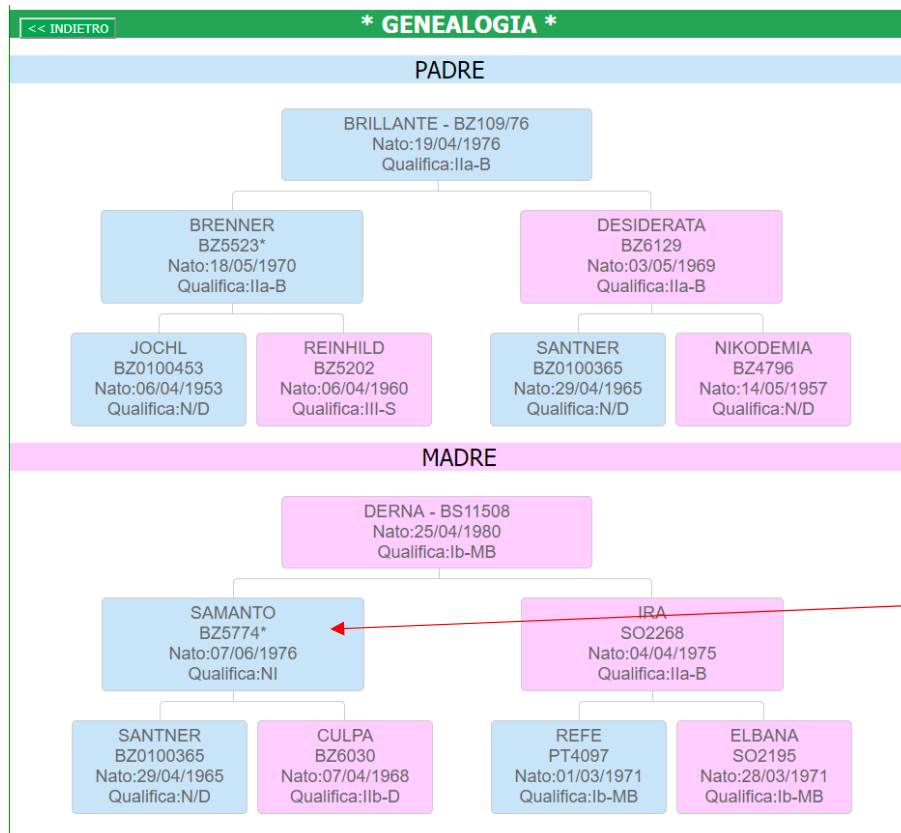 << INDIETRO
* GENEALOGIA *
PADRE
BRILLANTE - BZ109/76
Nato:19/04/1976
Qualifica:IIa-B
BRENNER
BZ5523*
Nato:18/05/1970
Qualifica:IIa-B
DESIDERATA
BZ6129
Nato:03/05/1969
Qualifica:IIa-B
JOCHL
BZ0100453
Nato:06/04/1953
Qualifica:N/D
REINHILD
BZ5202
Nato:06/04/1960
Qualifica:III-S
SANTNER
BZ0100365
Nato:29/04/1965
Qualifica:N/D
NIKODEMIA
BZ4796
Nato:14/05/1957
Qualifica:N/D
MADRE
DERNA - BS11508
Nato:25/04/1980
Qualifica:Ib-MB
SAMANTO
BZ5774*
Nato:07/06/1976
Qualifica:NI
IRA
SO2268
Nato:04/04/1975
Qualifica:IIa-B
SANTNER
BZ0100365
Nato:29/04/1965
Qualifica:N/D
CULPA
BZ6030
Nato:07/04/1968
Qualifica:IIb-D
REFE
PT4097
Nato:01/03/1971
Qualifica:Ib-MB
ELBANA
SO2195
Nato:28/03/1971
Qualifica:Ib-MB